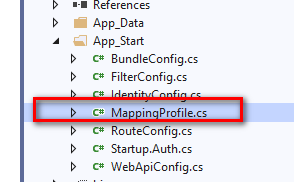 References
App_Data
App_Start
C# BundleConfig.cs
C# FilterConfig.cs
C# IdentityConfig.cs
C# MappingProfile.cs
C# RouteConfig.cs
C# Startup.Auth.cs
C# WebApiConfig.cs